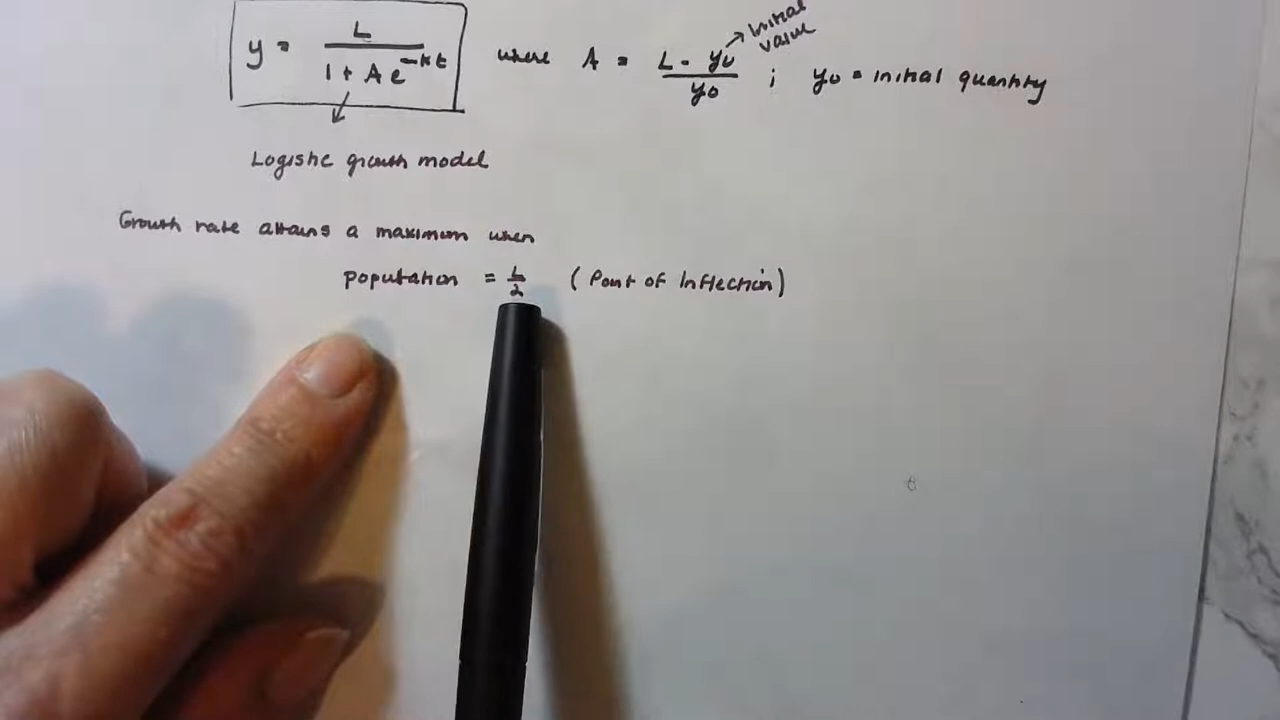 y = L / 1 + A e^-kt where A = L - y0 / y0 ; y0 = initial quantity
initial value
Logistic growth model
Growth rate attains a maximum when
population = L/2 (Point of Inflection)